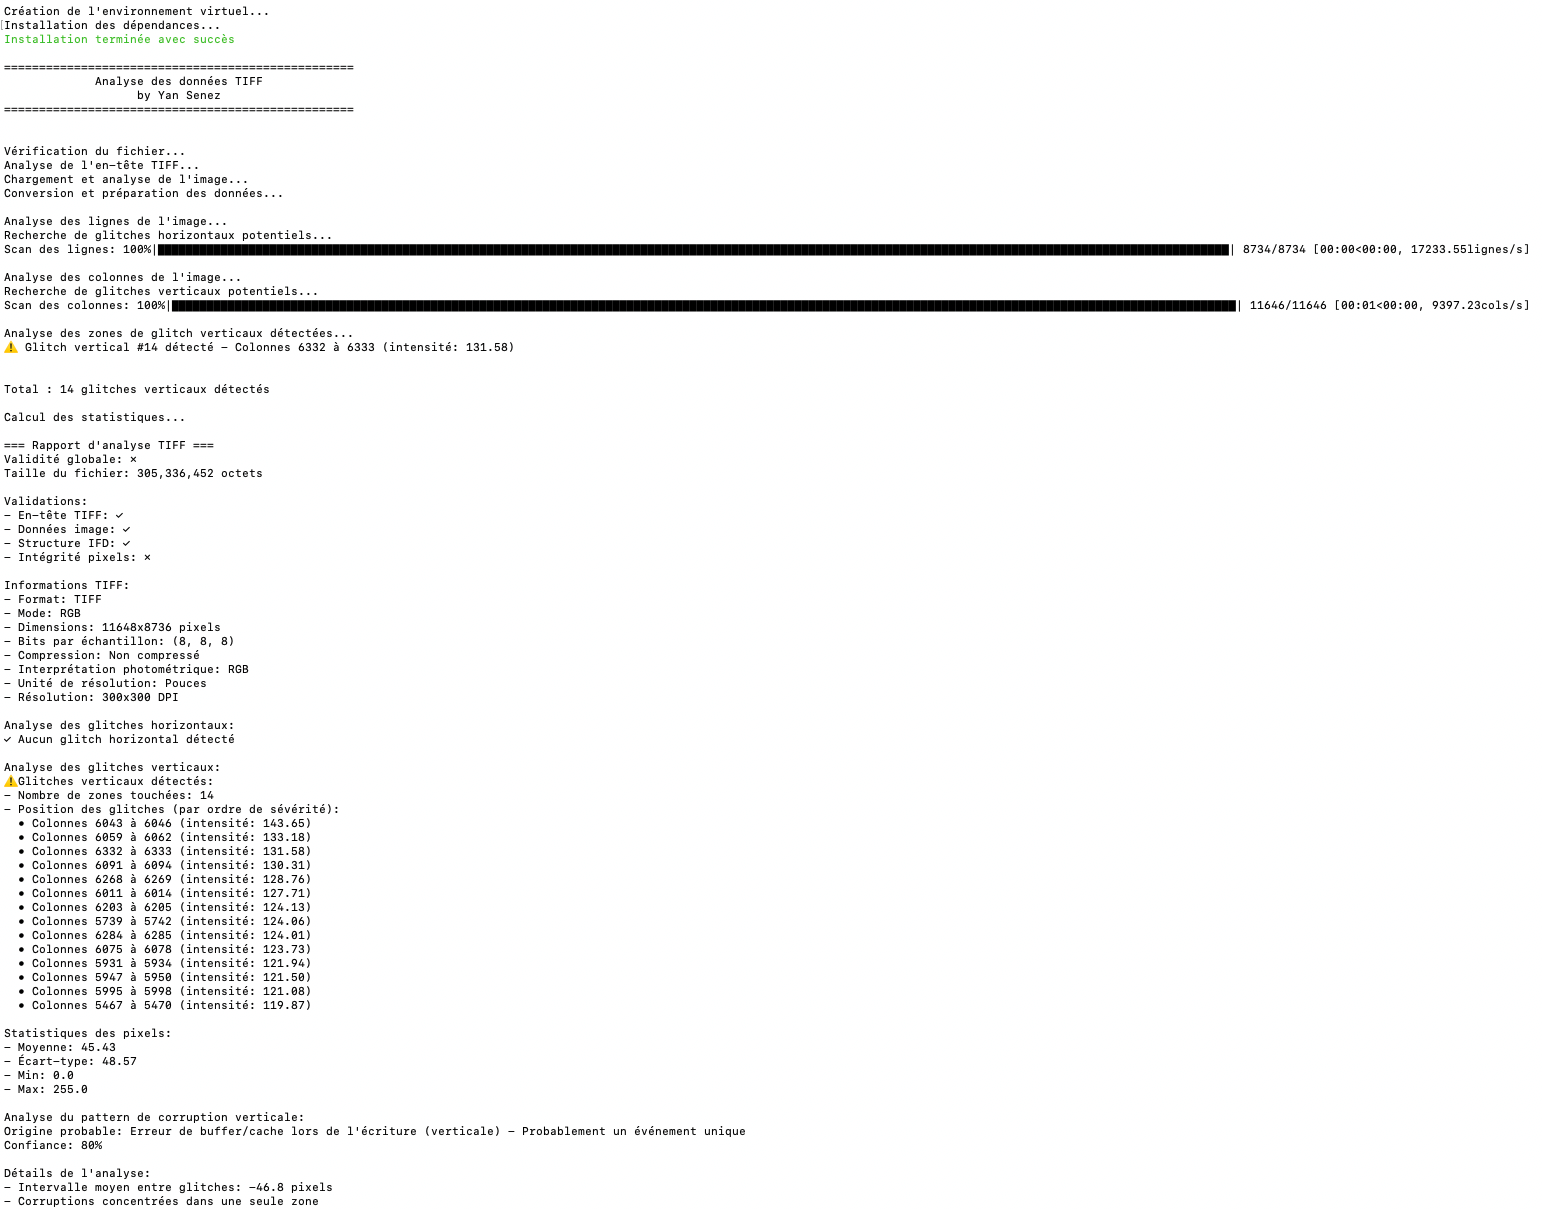 Création de l'environnement virtuel...
Installation des dépendances...
Installation terminée avec succès
==================================================
Analyse des données TIFF
by Yan Senez
==================================================
Vérification du fichier...
Analyse de l'en-tête TIFF...
Chargement et analyse de l'image...
Conversion et préparation des données...
Analyse des lignes de l'image...
Recherche de glitches horizontaux potentiels...
Scan des lignes: 100%| | 8734/8734 [00:00<00:00, 17233.55lignes/s]
Analyse des colonnes de l'image...
Recherche de glitches verticaux potentiels...
Scan des colonnes: 100%| | 11646/11646 [00:01<00:00, 9397.23cols/s]
Analyse des zones de glitch verticaux détectées...
⚠️ Glitch vertical #14 détecté - Colonnes 6332 à 6333 (intensité: 131.58)
Total : 14 glitches verticaux détectés
Calcul des statistiques...
=== Rapport d'analyse TIFF ===
Validité globale: ×
Taille du fichier: 305,336,452 octets
Validations:
- En-tête TIFF: ✓
- Données image: ✓
- Structure IFD: ✓
- Intégrité pixels: ×
Informations TIFF:
- Format: TIFF
- Mode: RGB
- Dimensions: 11648x8736 pixels
- Bits par échantillon: (8, 8, 8)
- Compression: Non compressé
- Interprétation photométrique: RGB
- Unité de résolution: Pouces
- Résolution: 300x300 DPI
Analyse des glitches horizontaux:
✓ Aucun glitch horizontal détecté
Analyse des glitches verticaux:
⚠️Glitches verticaux détectés:
- Nombre de zones touchées: 14
- Position des glitches (par ordre de sévérité):
• Colonnes 6043 à 6046 (intensité: 143.65)
• Colonnes 6059 à 6062 (intensité: 133.18)
• Colonnes 6332 à 6333 (intensité: 131.58)
• Colonnes 6091 à 6094 (intensité: 130.31)
• Colonnes 6268 à 6269 (intensité: 128.76)
• Colonnes 6011 à 6014 (intensité: 127.71)
• Colonnes 6203 à 6205 (intensité: 124.13)
• Colonnes 5739 à 5742 (intensité: 124.06)
• Colonnes 6284 à 6285 (intensité: 124.01)
• Colonnes 6075 à 6078 (intensité: 123.73)
• Colonnes 5931 à 5934 (intensité: 121.94)
• Colonnes 5947 à 5950 (intensité: 121.50)
• Colonnes 5995 à 5998 (intensité: 121.08)
• Colonnes 5467 à 5470 (intensité: 119.87)
Statistiques des pixels:
- Moyenne: 45.43
- Écart-type: 48.57
- Min: 0.0
- Max: 255.0
Analyse du pattern de corruption verticale:
Origine probable: Erreur de buffer/cache lors de l'écriture (verticale) - Probablement un événement unique
Confiance: 80%
Détails de l'analyse:
- Intervalle moyen entre glitches: -46.8 pixels
- Corruptions concentrées dans une seule zone